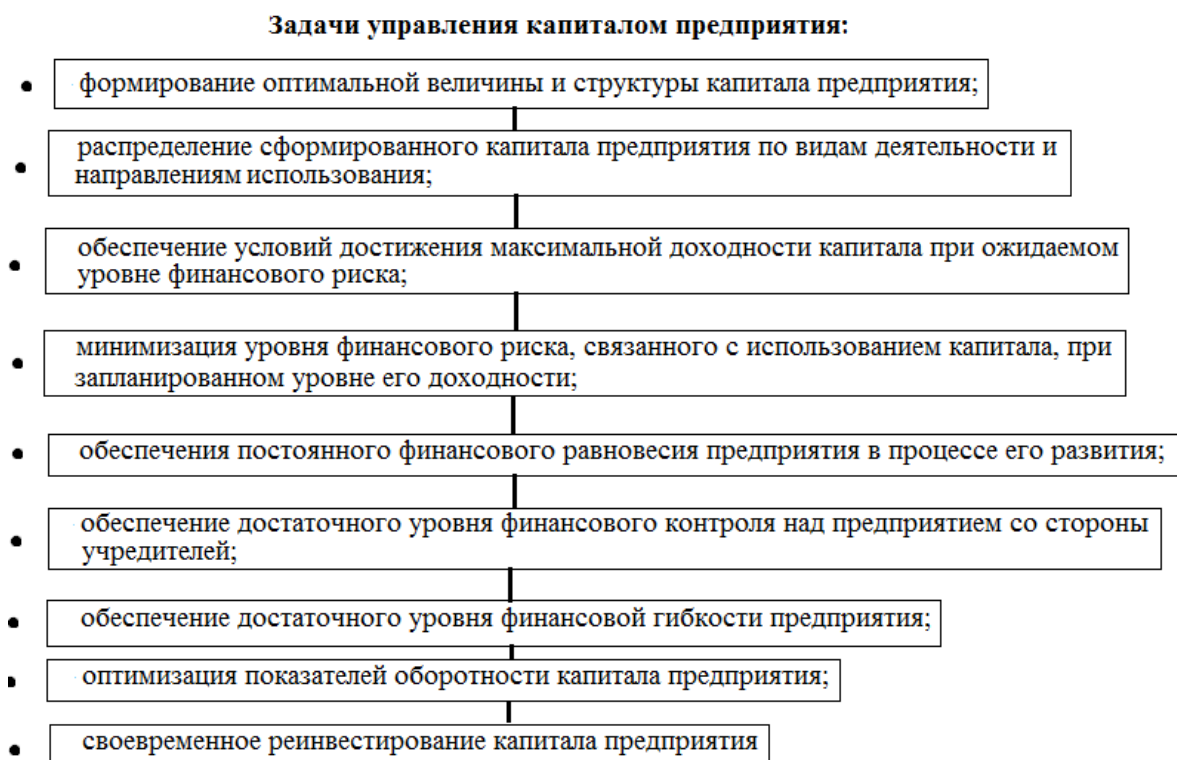 Задачи управления капиталом предприятия:
• формирование оптимальной величины и структуры капитала предприятия;
• распределение сформированного капитала предприятия по видам деятельности и
направлениям использования;
• обеспечение условий достижения максимальной доходности капитала при ожидаемом
уровне финансового риска;
• минимизация уровня финансового риска, связанного с использованием капитала, при
запланированном уровне его доходности;
• обеспечения постоянного финансового равновесия предприятия в процессе его развития;
• обеспечение достаточного уровня финансового контроля над предприятием со стороны
учредителей;
• обеспечение достаточного уровня финансовой гибкости предприятия;
• оптимизация показателей оборотности капитала предприятия;
• своевременное реинвестирование капитала предприятия